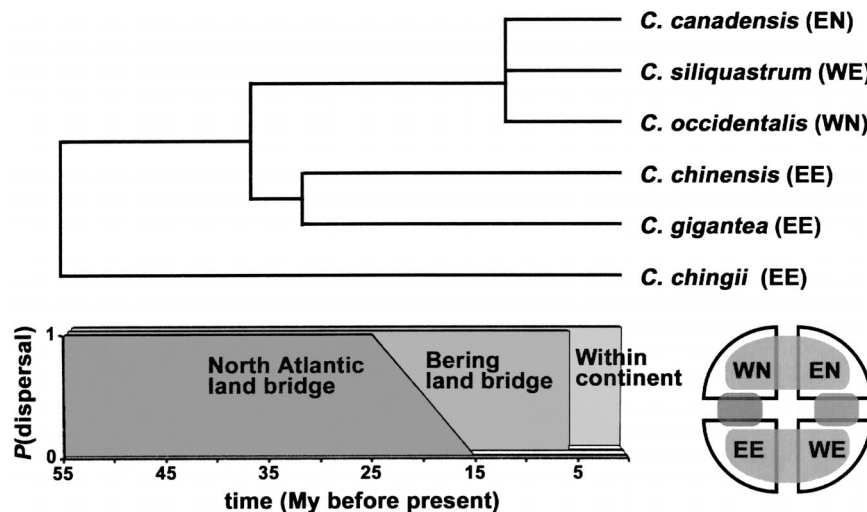 C. canadensis (EN)
C. siliquastrum (WE)
C. occidentalis (WN)
C. chinensis (EE)
C. gigantea (EE)
C. chingii (EE)
P(dispersal)
1
0
North Atlantic
land bridge
Bering
land bridge
Within
continent
55 45 35 25 15 5
time (My before present)
WN EN
EE WE